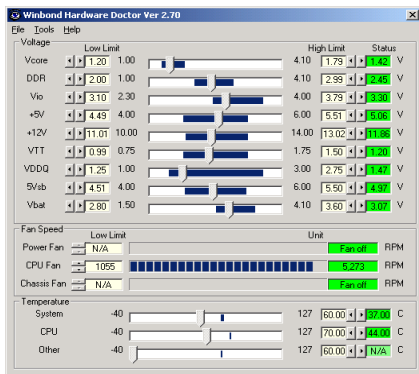 Winbond Hardware Doctor Ver 2.70
File Tools Help
Voltage
Low Limit High Limit Status
Vcore 1.20 1.00 4.10 1.79 1.42 V
DDR 2.00 1.00 4.10 2.99 2.45 V
Vio 3.10 2.30 4.00 3.79 3.30 V
+5V 4.49 4.00 6.00 5.51 5.06 V
+12V 11.01 10.00 14.00 13.02 11.86 V
VTT 0.99 0.75 1.75 1.50 1.20 V
VDDQ 1.25 1.00 3.00 2.75 1.47 V
5Vsb 4.51 4.00 6.00 5.50 4.97 V
Vbat 2.80 1.50 4.10 3.60 3.07 V
Fan Speed
Low Limit Unit
Power Fan N/A Fan off RPM
CPU Fan 1055 5,273 RPM
Chassis Fan N/A Fan off RPM
Temperature
System -40 127 60.00 37.00 C
CPU -40 127 70.00 44.00 C
Other -40 127 60.00 N/A C